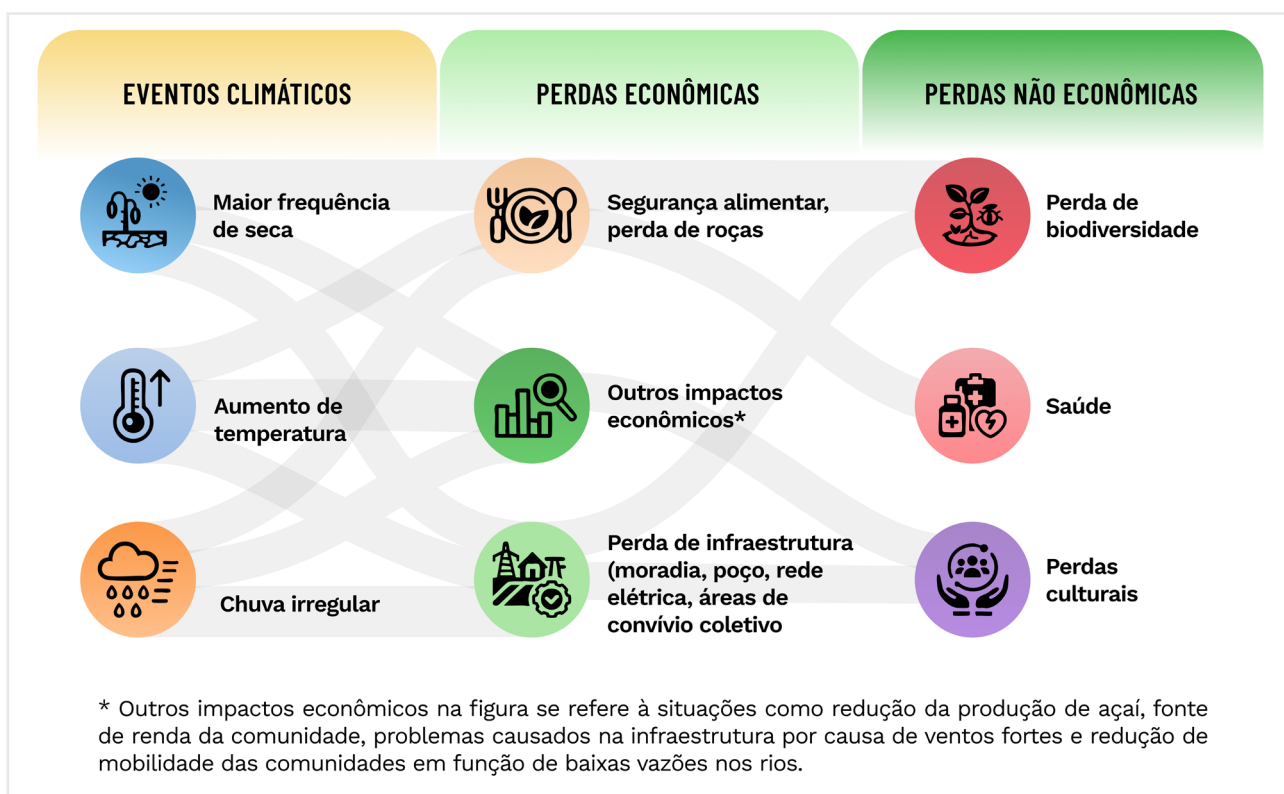 EVENTOS CLIMÁTICOS
PERDAS ECONÔMICAS
PERDAS NÃO ECONÔMICAS
Maior frequência
de seca
Segurança alimentar,
perda de roças
Perda de
biodiversidade
Aumento de
temperatura
Outros impactos
econômicos*
Saúde
Chuva irregular
Perda de infraestrutura
(moradia, poço, rede
elétrica, áreas de
convívio coletivo
Perdas
culturais
* Outros impactos econômicos na figura se refere à situações como redução da produção de açaí, fonte
de renda da comunidade, problemas causados na infraestrutura por causa de ventos fortes e redução de
mobilidade das comunidades em função de baixas vazões nos rios.